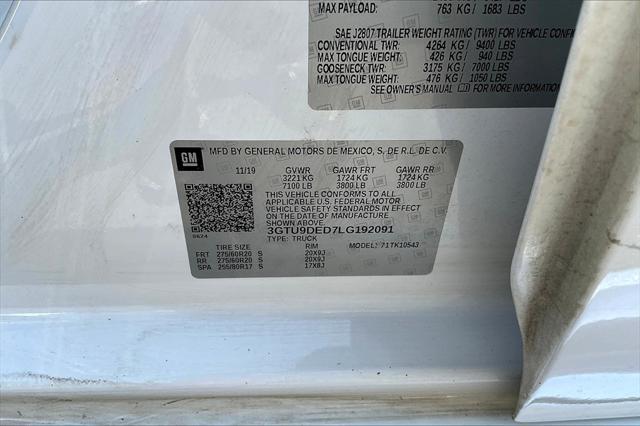 MAX PAYLOAD: 763 KG / 1683 LBS
SAE J2807 TRAILER WEIGHT RATING (TWR) FOR VEHICLE
CONVENTIONAL TWR: 4264 KG / 9400 LBS
MAX TONGUE WEIGHT: 426 KG / 940 LBS
GOOSENECK TWR: 3175 KG / 7000 LBS
MAX TONGUE WEIGHT: 476 KG / 1050 LBS
SEE OWNER'S MANUAL FOR MORE INFORMATION
GM MFD BY GENERAL MOTORS DE MEXICO, S. DE R.L. DE C.V.
11/19 GVWR GAWR FRT GAWR RR
3221 KG 1724 KG 1724 KG
7100 LB 3800 LB 3800 LB
THIS VEHICLE CONFORMS TO ALL
APPLICABLE U.S. FEDERAL MOTOR
VEHICLE SAFETY STANDARDS IN
EFFECT ON THE DATE OF MANUFACTURE
SHOWN ABOVE.
3GTU9DED7LG192091
0624 TYPE: TRUCK MODEL: 71TK10543
TIRE SIZE RIM
FRT 275/60R20 S 20X9J
RR 275/60R20 S 20X9J
SPA 255/80R17 S 17X8J